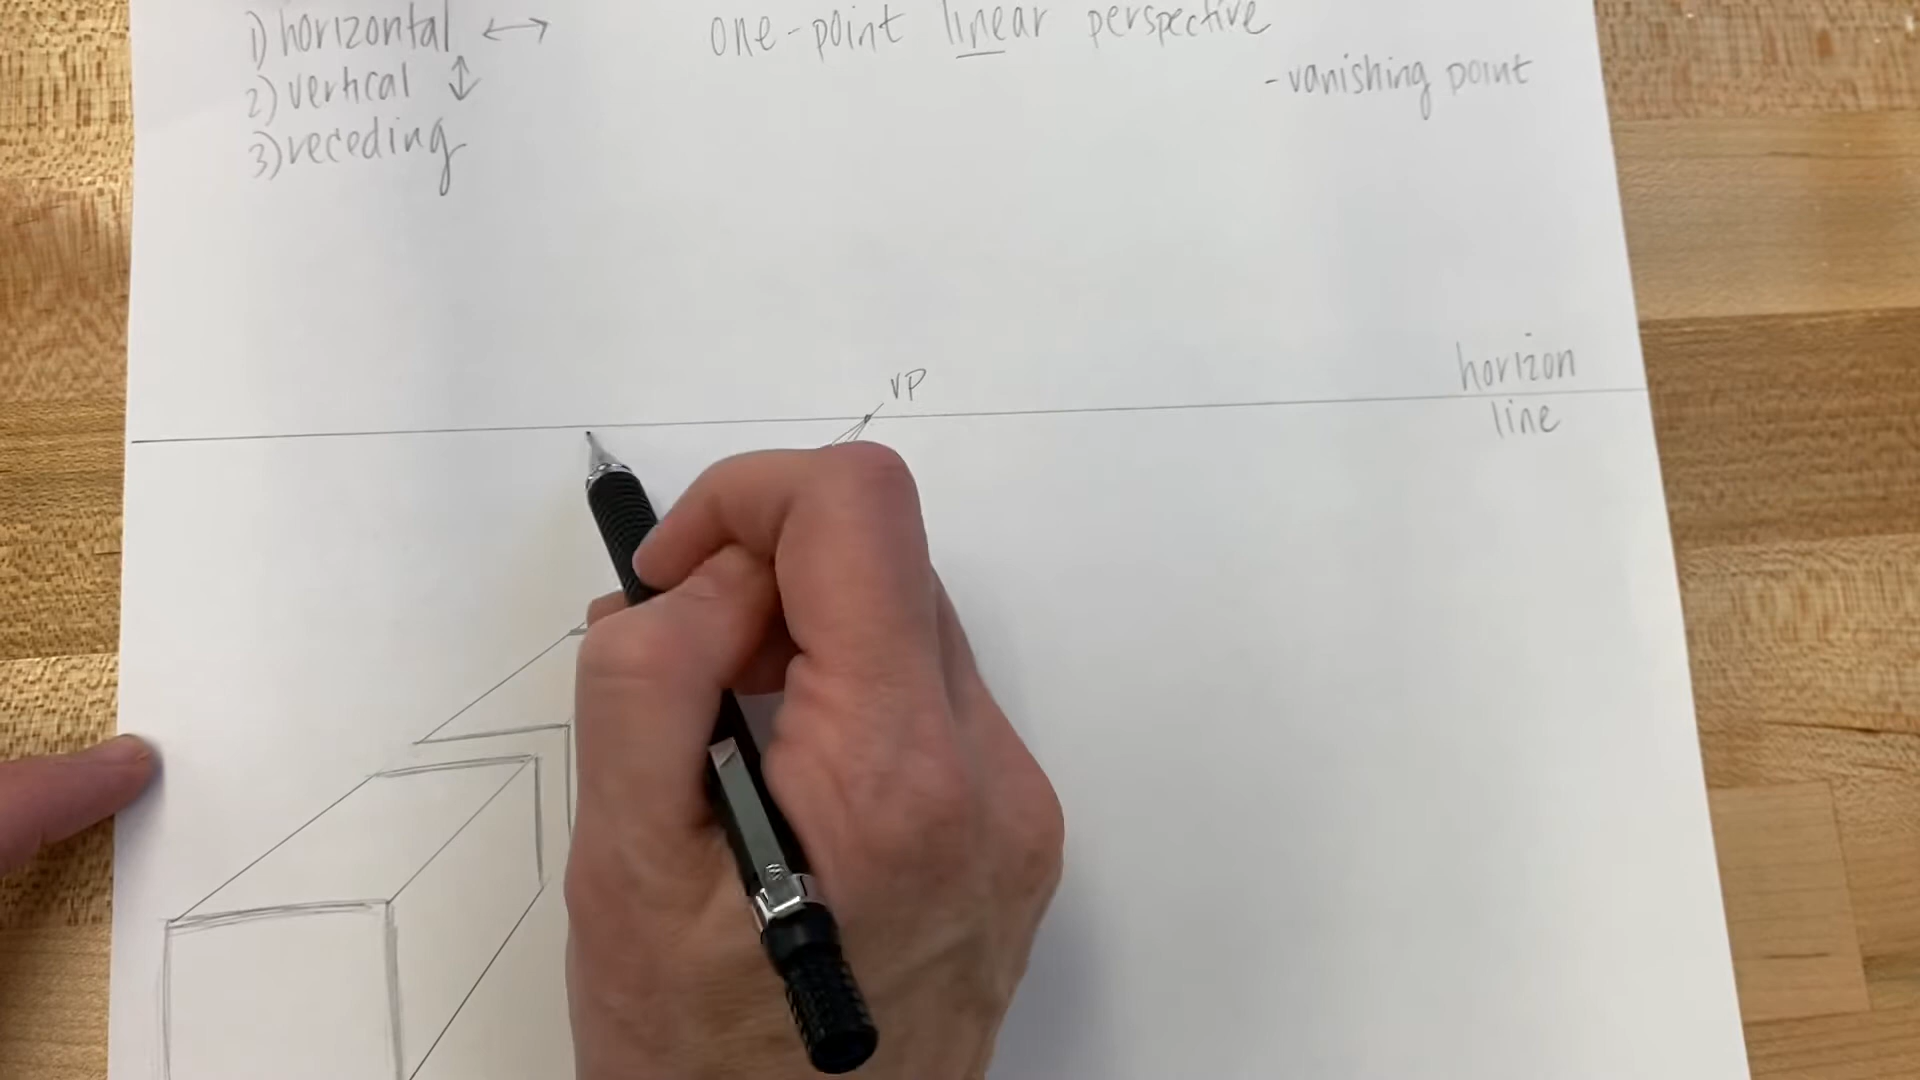 1) horizontal ↔
2) vertical ↕
3) receding
one-point linear perspective
- vanishing point
VP
horizon
line